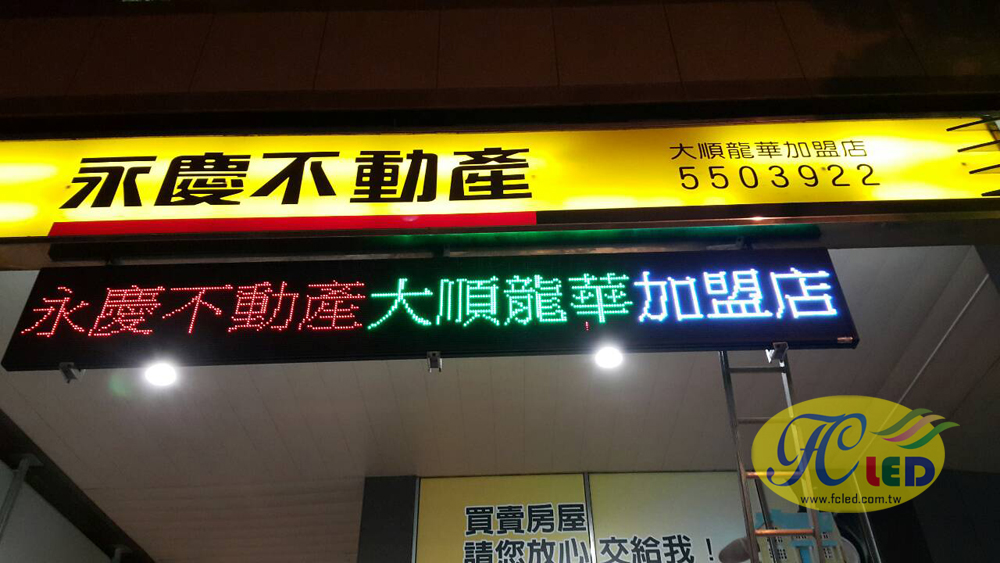 永慶不動產
大順龍華加盟店
5503922
永慶不動產大順龍華加盟店
FC LED
www.fcled.com.tw
買賣房屋
請您放心交給我！